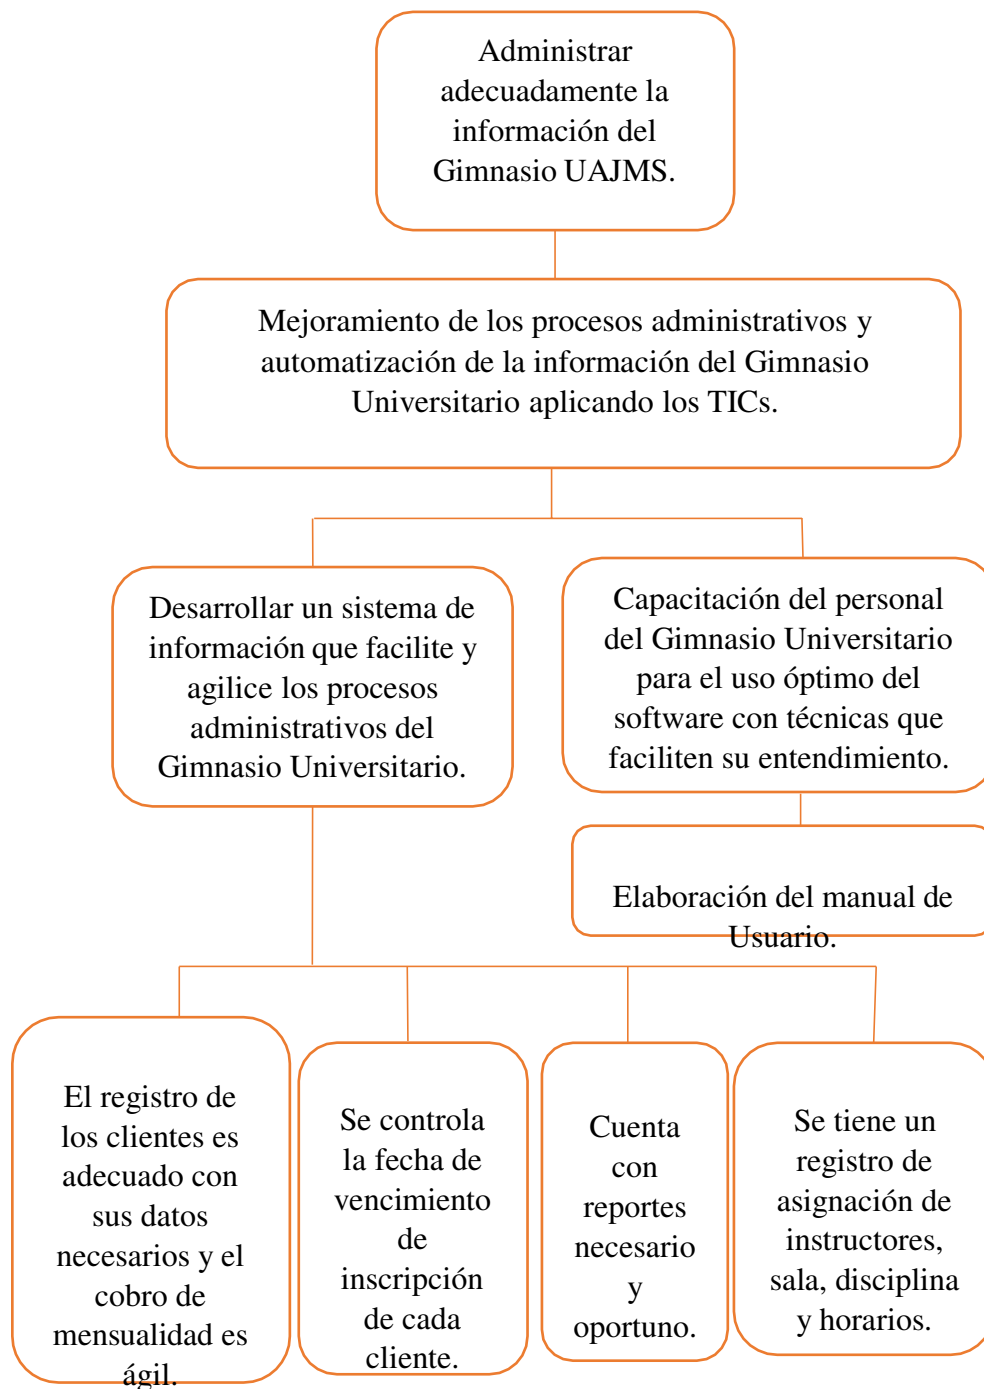 Administrar
adecuadamente la
información del
Gimnasio UAJMS.
Mejoramiento de los procesos administrativos y
automatización de la información del Gimnasio
Universitario aplicando los TICs.
Desarrollar un sistema de
información que facilite y
agilice los procesos
administrativos del
Gimnasio Universitario.
Capacitación del personal
del Gimnasio Universitario
para el uso óptimo del
software con técnicas que
faciliten su entendimiento.
Elaboración del manual de
Usuario.
El registro de
los clientes es
adecuado con
sus datos
necesarios y el
cobro de
mensualidad es
ágil.
Se controla
la fecha de
vencimiento
de
inscripción
de cada
cliente.
Cuenta
con
reportes
necesario
y
oportuno.
Se tiene un
registro de
asignación de
instructores,
sala, disciplina
y horarios.